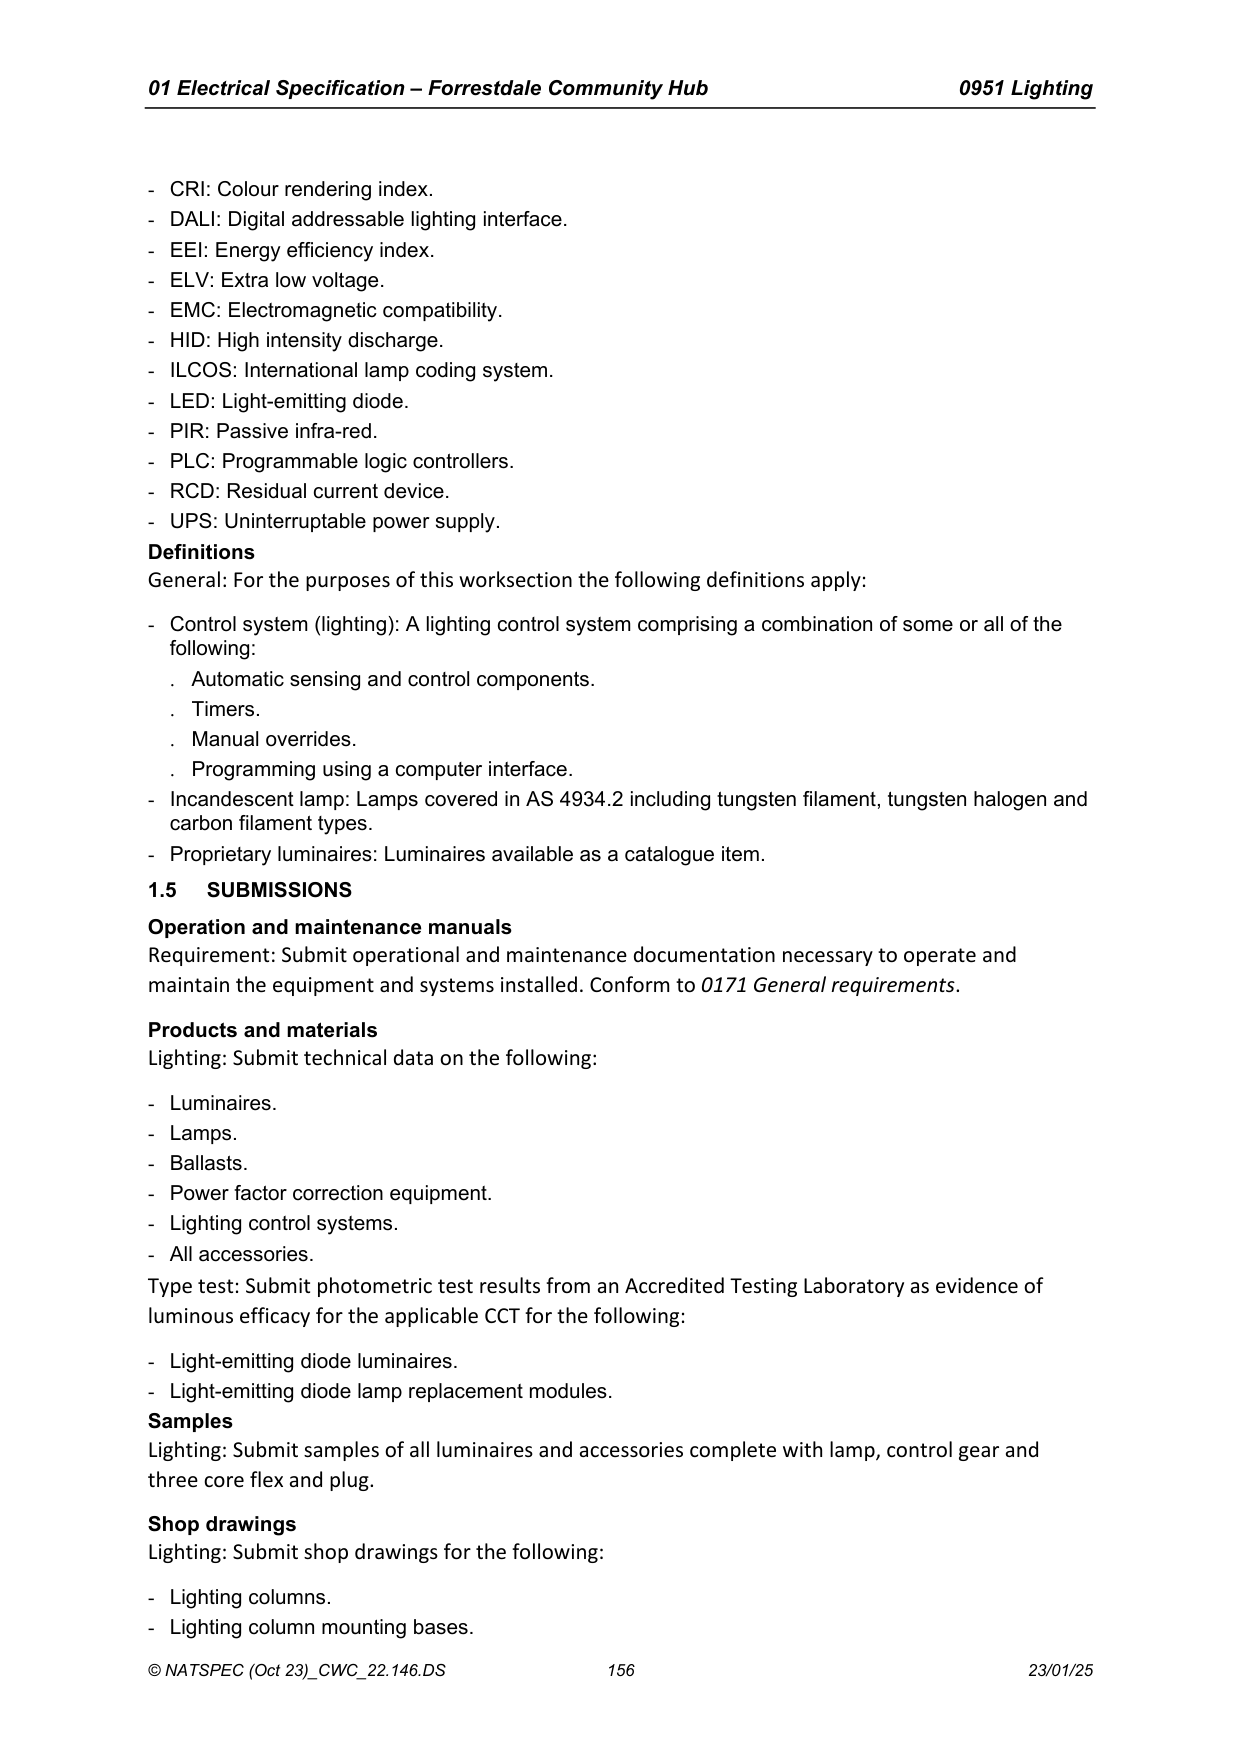 01 Electrical Specification – Forrestdale Community Hub 0951 Lighting
- CRI: Colour rendering index.
- DALI: Digital addressable lighting interface.
- EEI: Energy efficiency index.
- ELV: Extra low voltage.
- EMC: Electromagnetic compatibility.
- HID: High intensity discharge.
- ILCOS: International lamp coding system.
- LED: Light-emitting diode.
- PIR: Passive infra-red.
- PLC: Programmable logic controllers.
- RCD: Residual current device.
- UPS: Uninterruptable power supply.
Definitions
General: For the purposes of this worksection the following definitions apply:
- Control system (lighting): A lighting control system comprising a combination of some or all of the
following:
. Automatic sensing and control components.
. Timers.
. Manual overrides.
. Programming using a computer interface.
- Incandescent lamp: Lamps covered in AS 4934.2 including tungsten filament, tungsten halogen and
carbon filament types.
- Proprietary luminaires: Luminaires available as a catalogue item.
1.5 SUBMISSIONS
Operation and maintenance manuals
Requirement: Submit operational and maintenance documentation necessary to operate and
maintain the equipment and systems installed. Conform to 0171 General requirements.
Products and materials
Lighting: Submit technical data on the following:
- Luminaires.
- Lamps.
- Ballasts.
- Power factor correction equipment.
- Lighting control systems.
- All accessories.
Type test: Submit photometric test results from an Accredited Testing Laboratory as evidence of
luminous efficacy for the applicable CCT for the following:
- Light-emitting diode luminaires.
- Light-emitting diode lamp replacement modules.
Samples
Lighting: Submit samples of all luminaires and accessories complete with lamp, control gear and
three core flex and plug.
Shop drawings
Lighting: Submit shop drawings for the following:
- Lighting columns.
- Lighting column mounting bases.
© NATSPEC (Oct 23)_CWC_22.146.DS 156 23/01/25